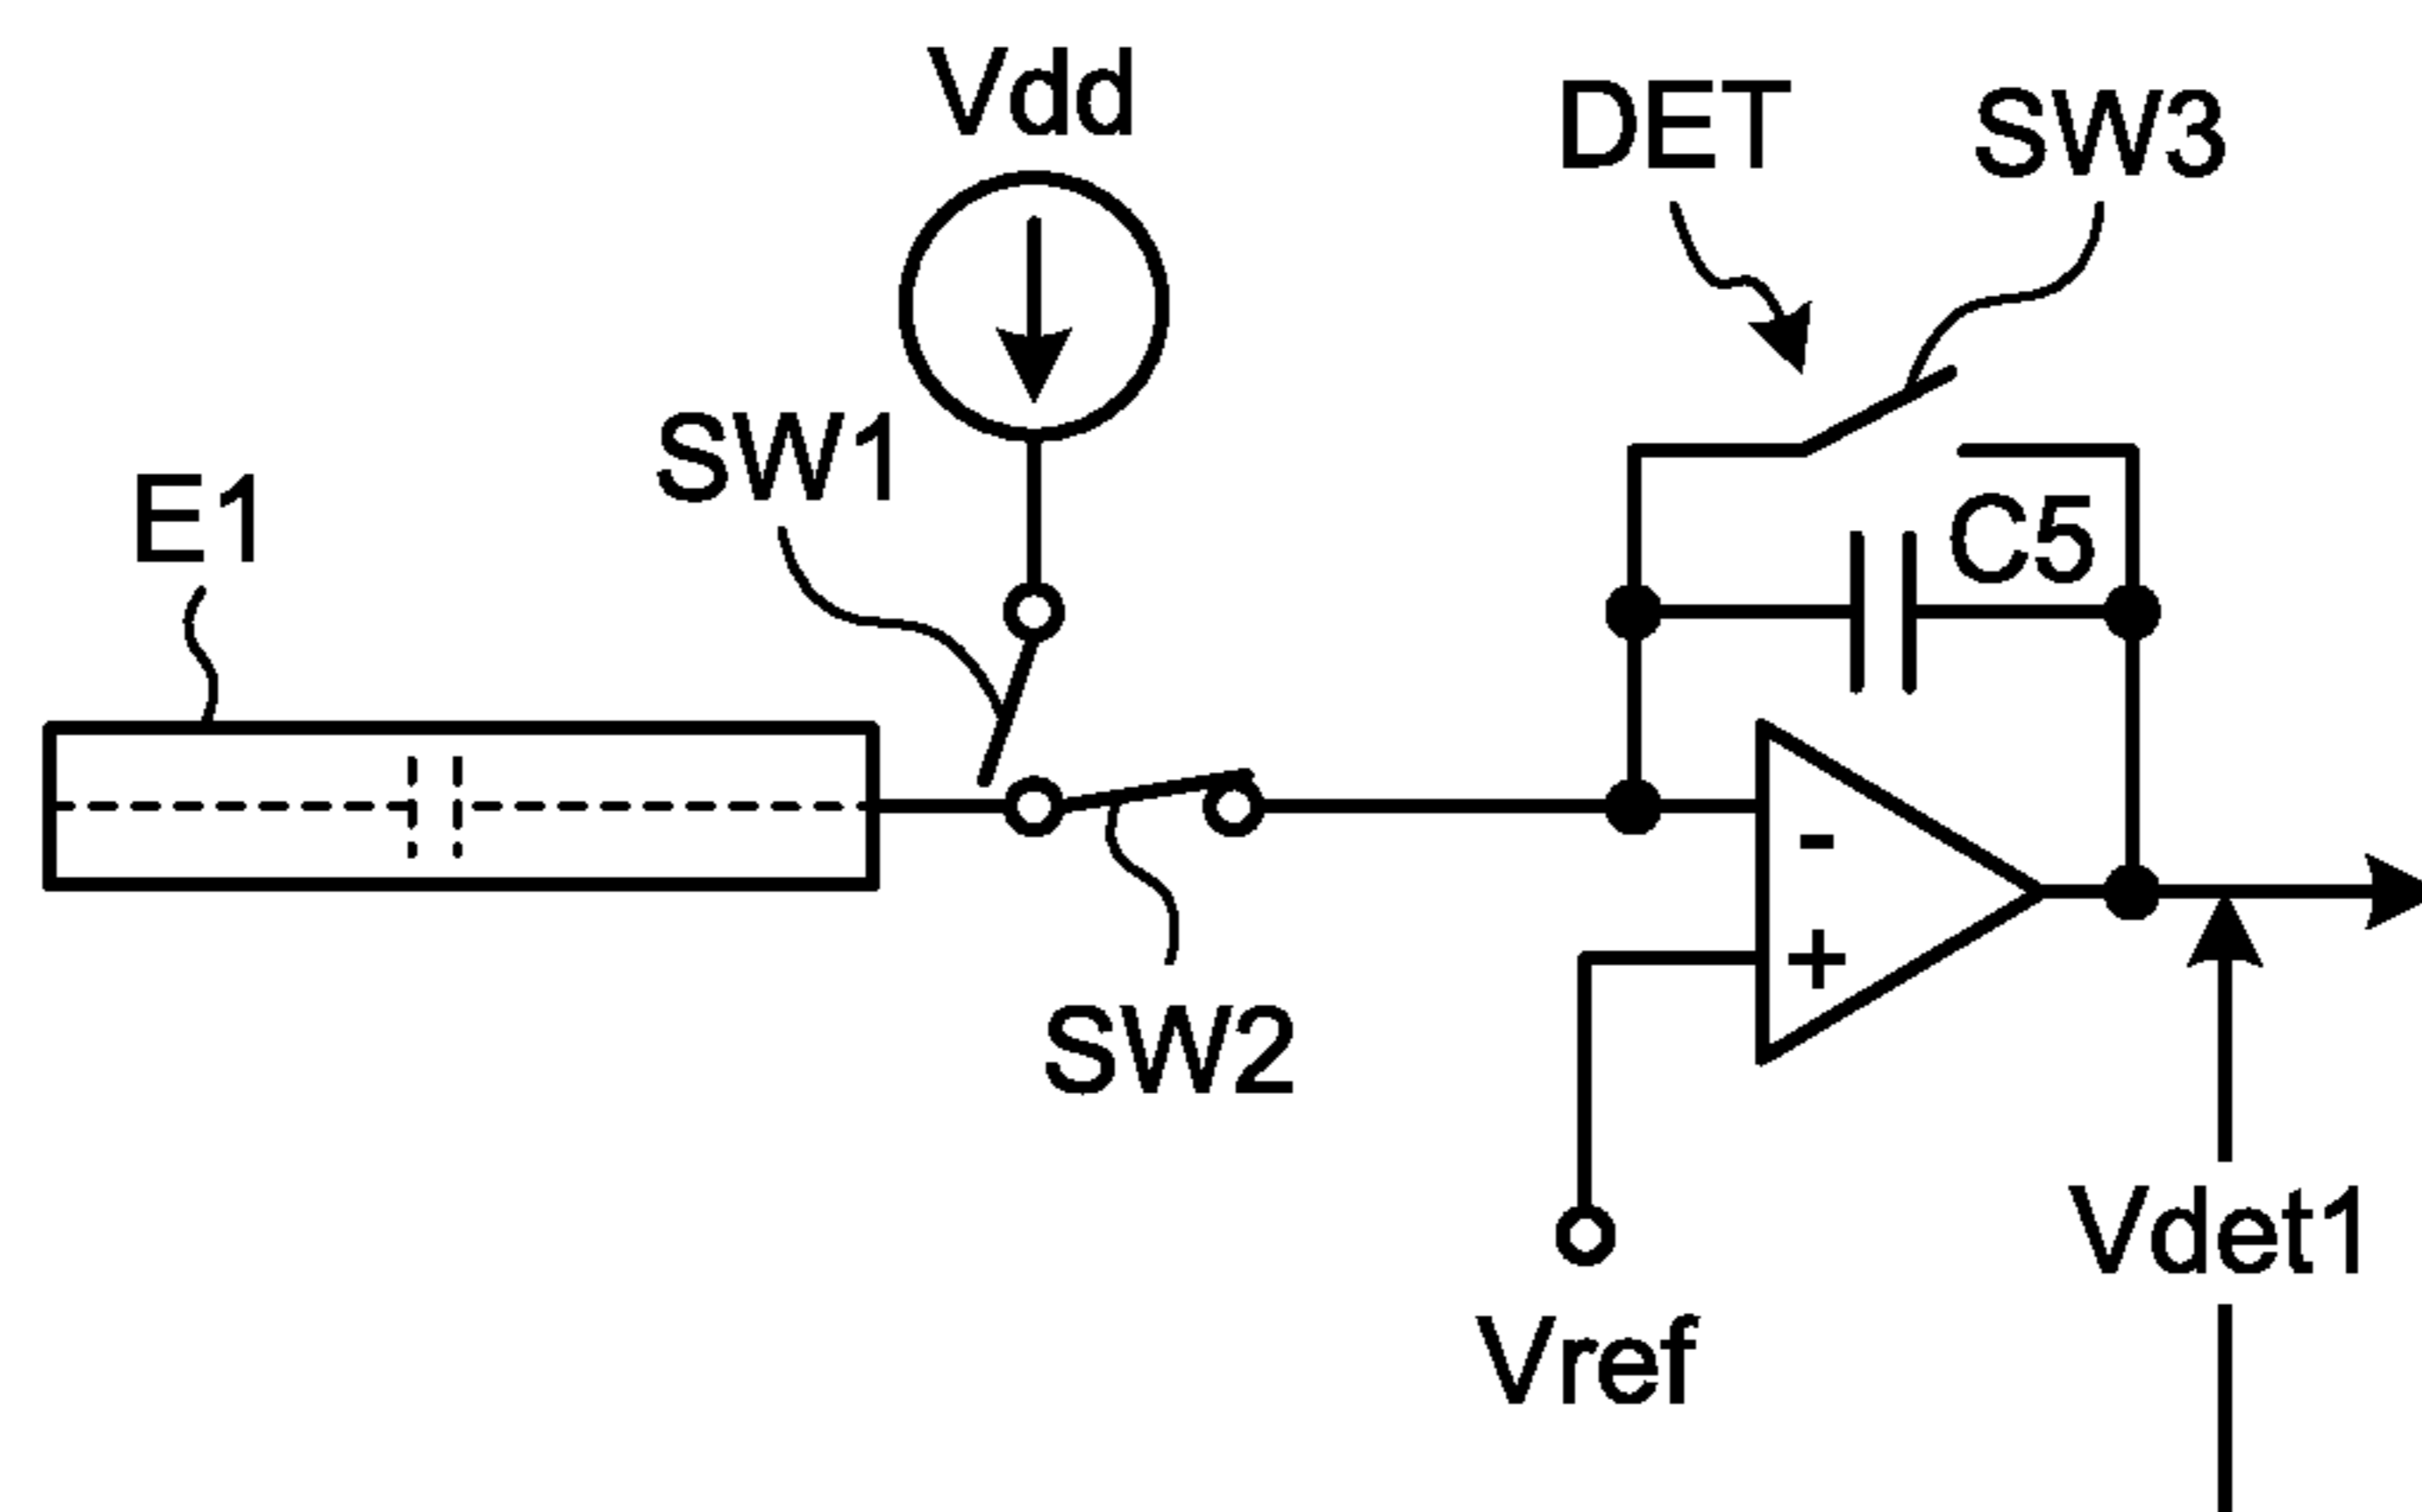 Vdd
DET
SW3
SW1
E1
C5
-
+
SW2
Vdet1
Vref